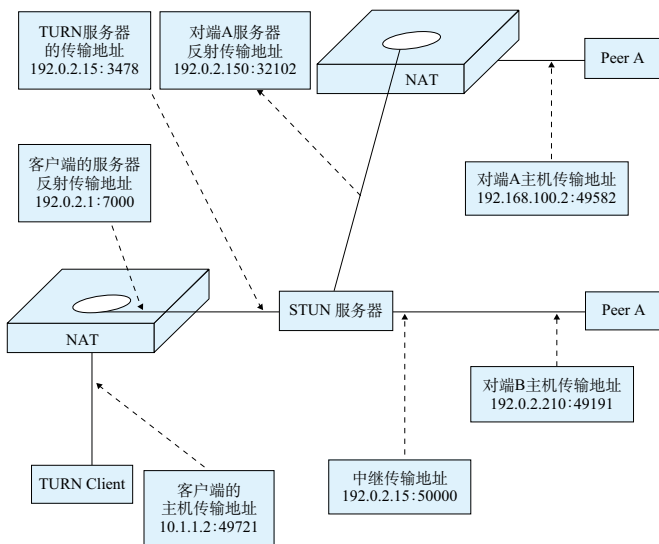 TURN服务器
的传输地址
192.0.2.15:3478
对端A服务器
反射传输地址
192.0.2.150:32102
NAT
Peer A
客户端的服务器
反射传输地址
192.0.2.1:7000
对端A主机传输地址
192.168.100.2:49582
NAT
STUN 服务器
Peer A
对端B主机传输地址
192.0.2.210:49191
TURN Client
客户端的
主机传输地址
10.1.1.2:49721
中继传输地址
192.0.2.15:50000